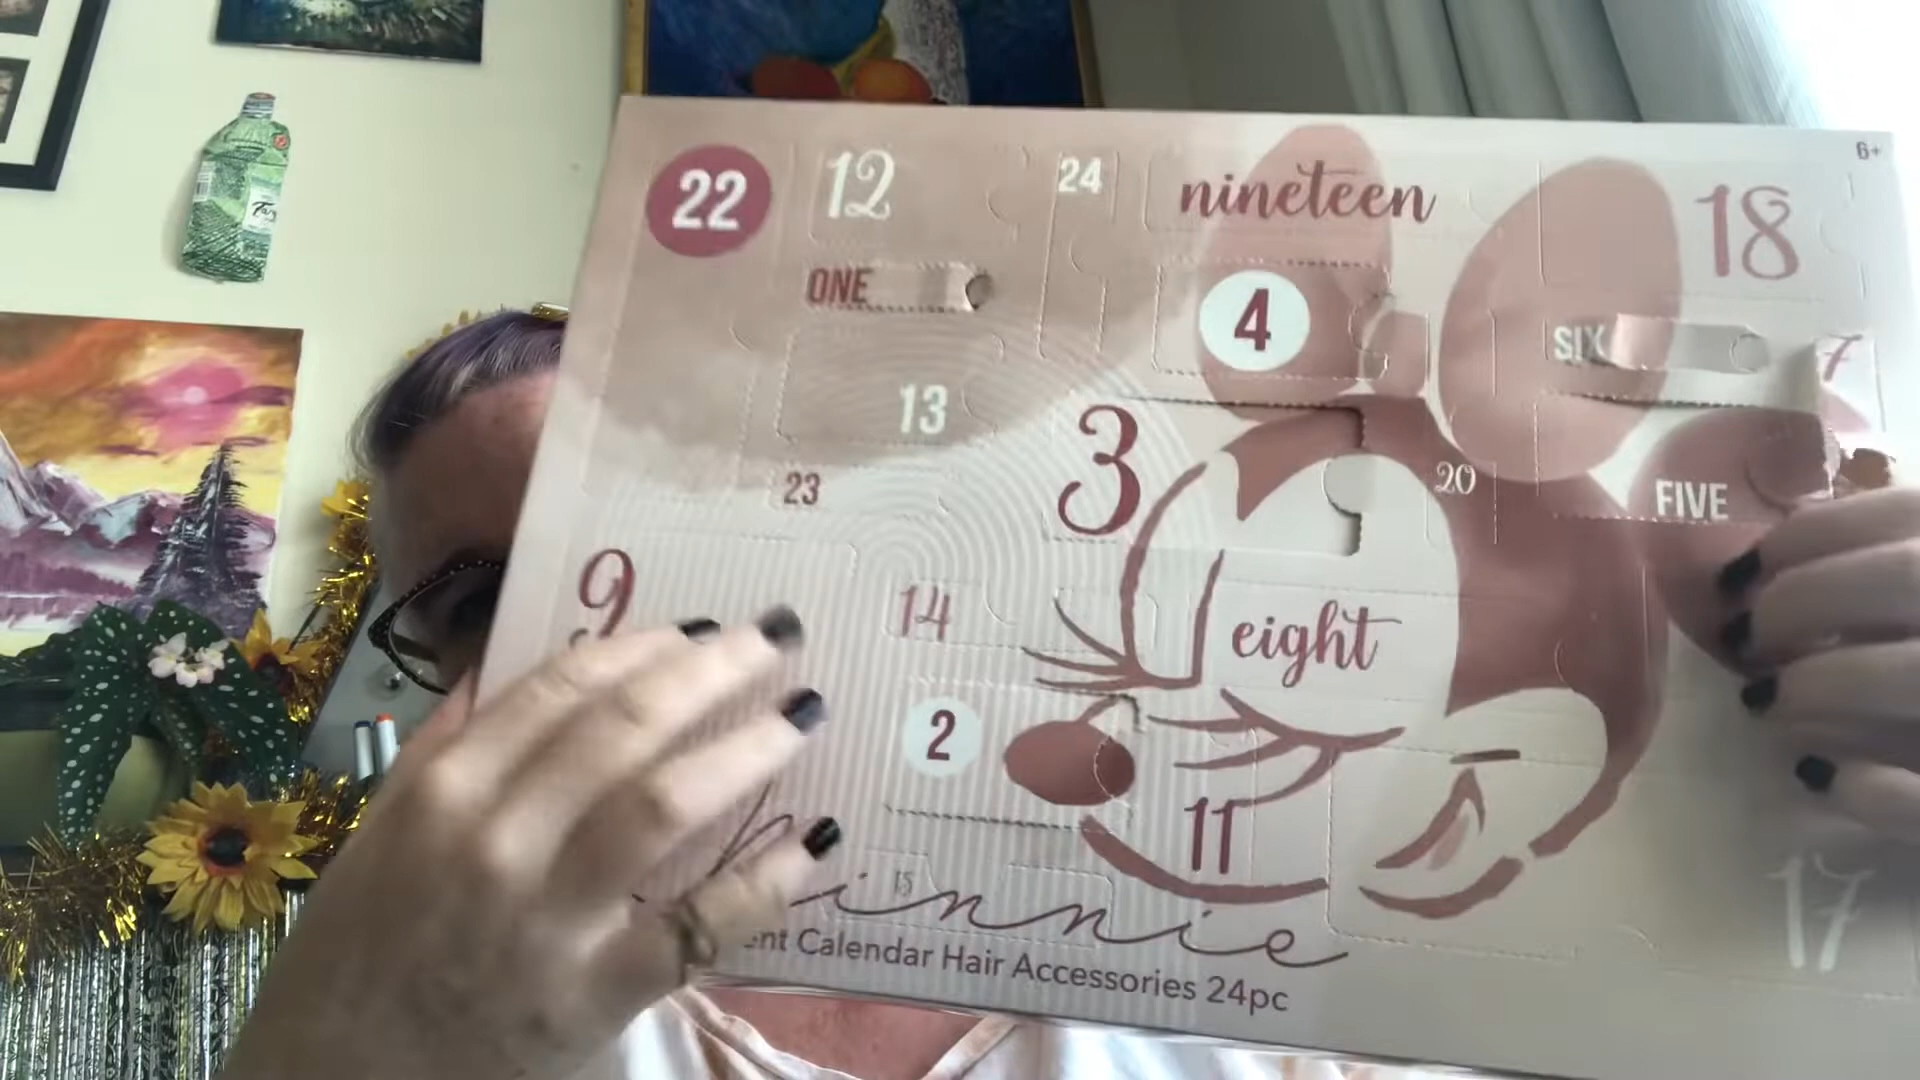 6+
22
12
24
nineteen
18
ONE
4
SIX
7
13
3
20
23
FIVE
9
14
eight
2
11
15
17
innie
ent Calendar Hair Accessories 24pc